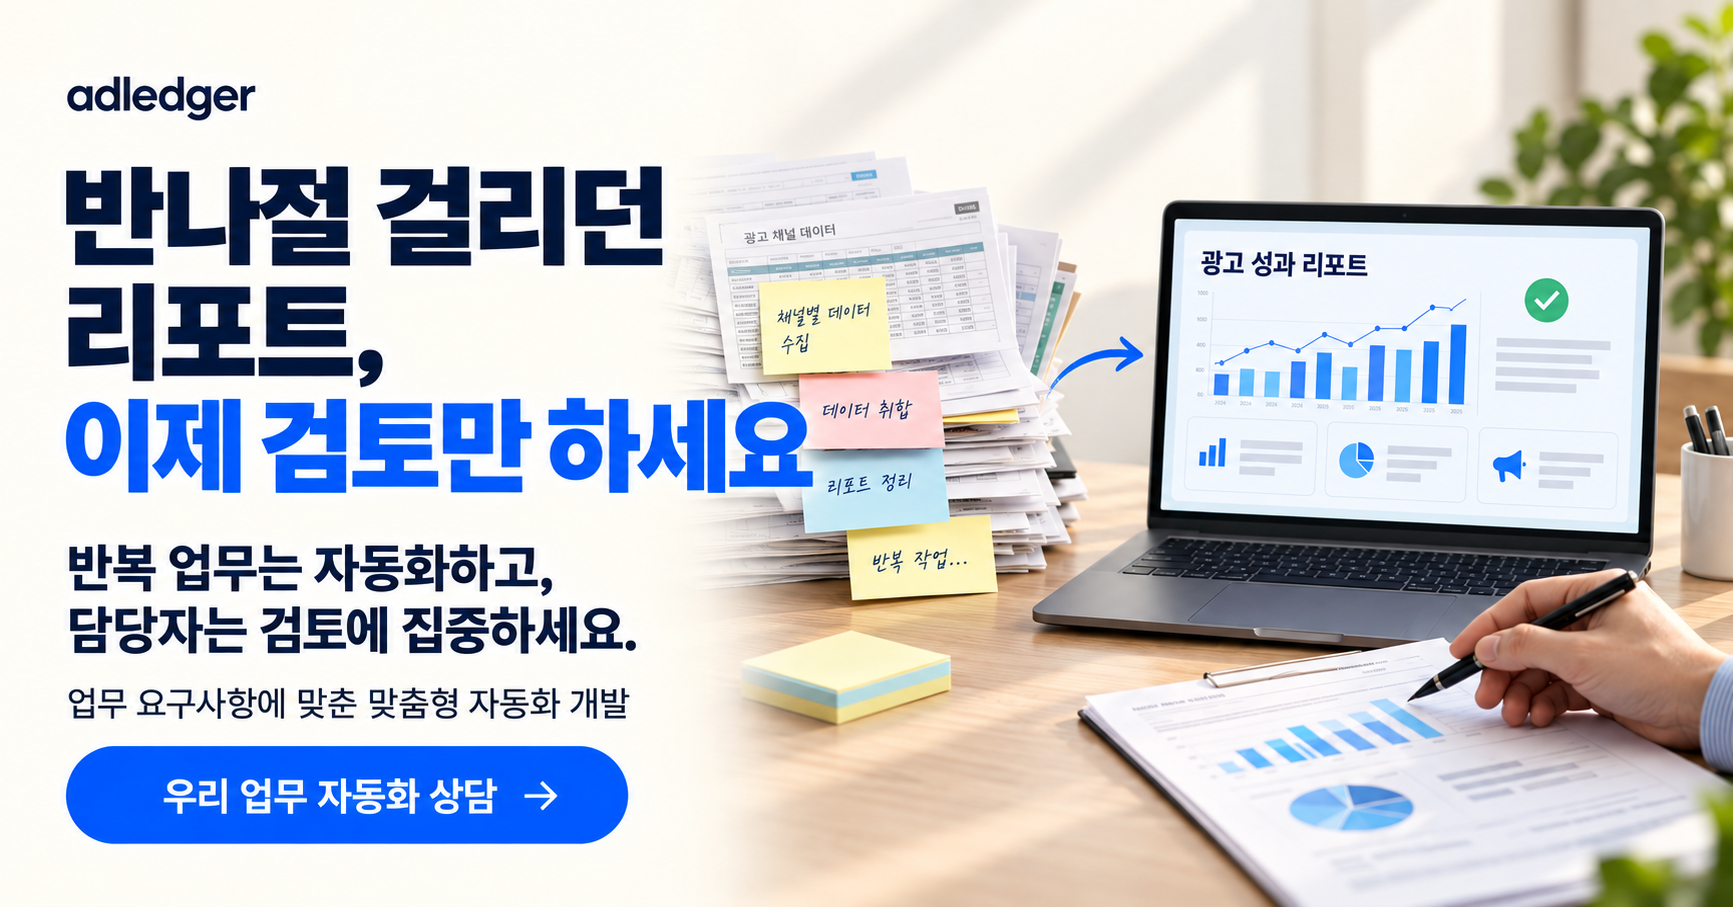 adledger
반나절 걸리던
리포트,
이제 검토만 하세요
반복 업무는 자동화하고,
담당자는 검토에 집중하세요.
업무 요구사항에 맞춘 맞춤형 자동화 개발
우리 업무 자동화 상담 →
광고 채널 데이터
채널별 데이터
수집
데이터 취합
리포트 정리
반복 작업...
광고 성과 리포트